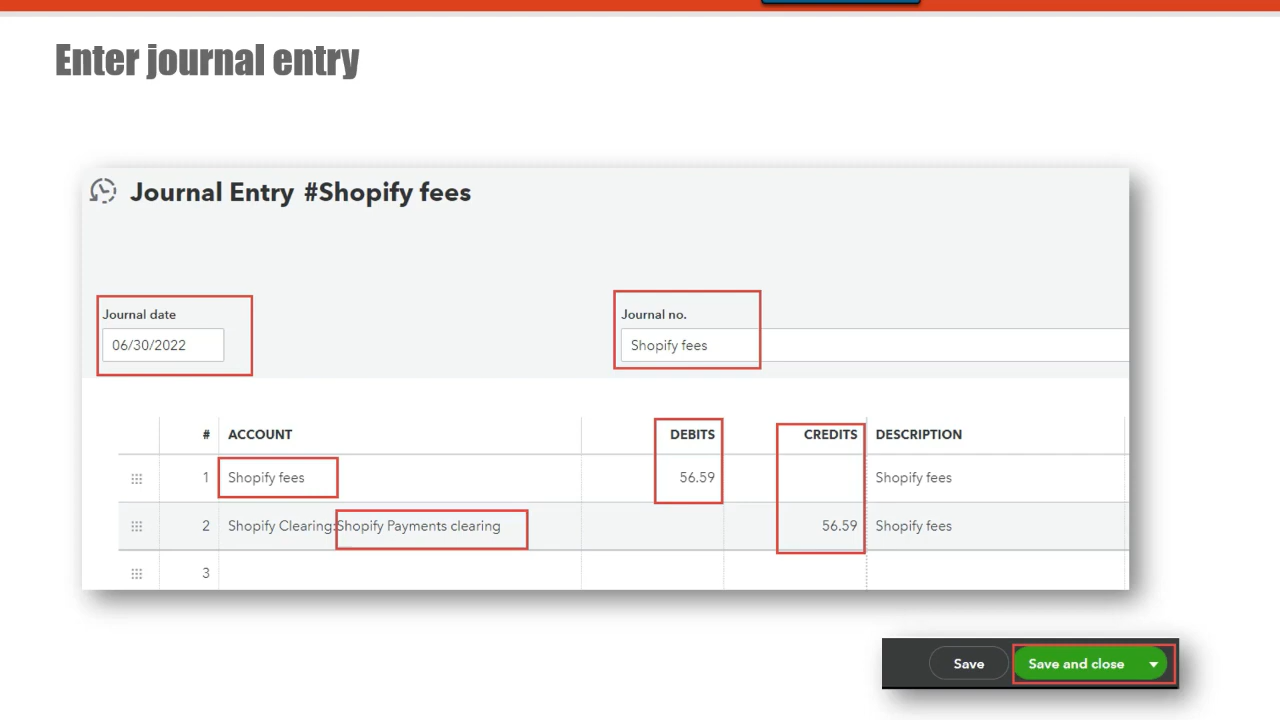 Enter journal entry
Journal Entry #Shopify fees
Journal date
Journal no.
06/30/2022
Shopify fees
# ACCOUNT DEBITS CREDITS DESCRIPTION
1 Shopify fees 56.59 Shopify fees
2 Shopify Clearing:Shopify Payments clearing 56.59 Shopify fees
3
Save Save and close